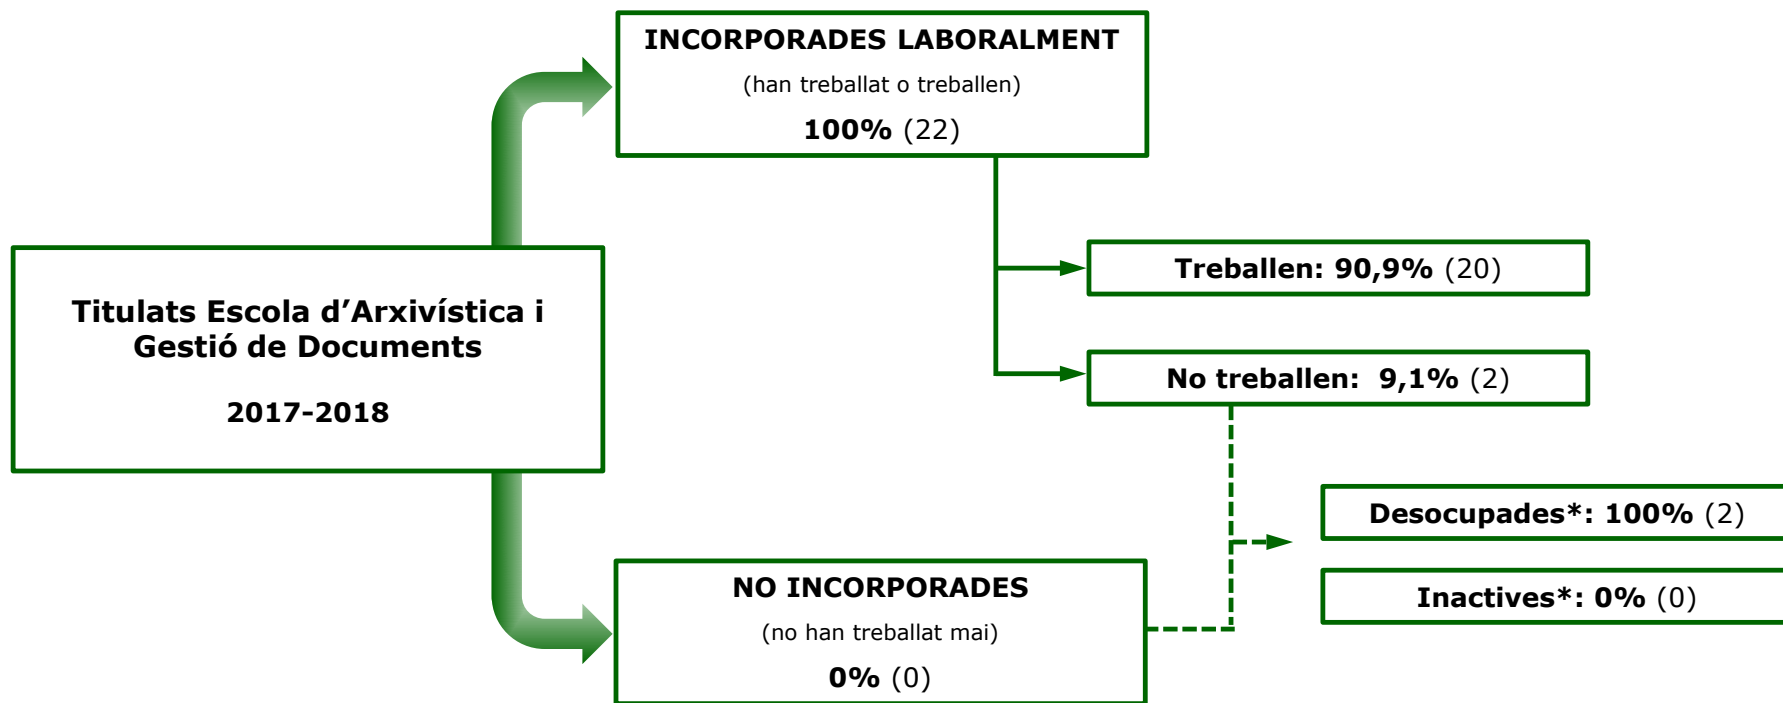 INCORPORADES LABORALMENT
(han treballat o treballen)
100% (22)
Titulats Escola d’Arxivística i
Gestió de Documents
2017-2018
Treballen: 90,9% (20)
No treballen: 9,1% (2)
Desocupades*: 100% (2)
Inactives*: 0% (0)
NO INCORPORADES
(no han treballat mai)
0% (0)